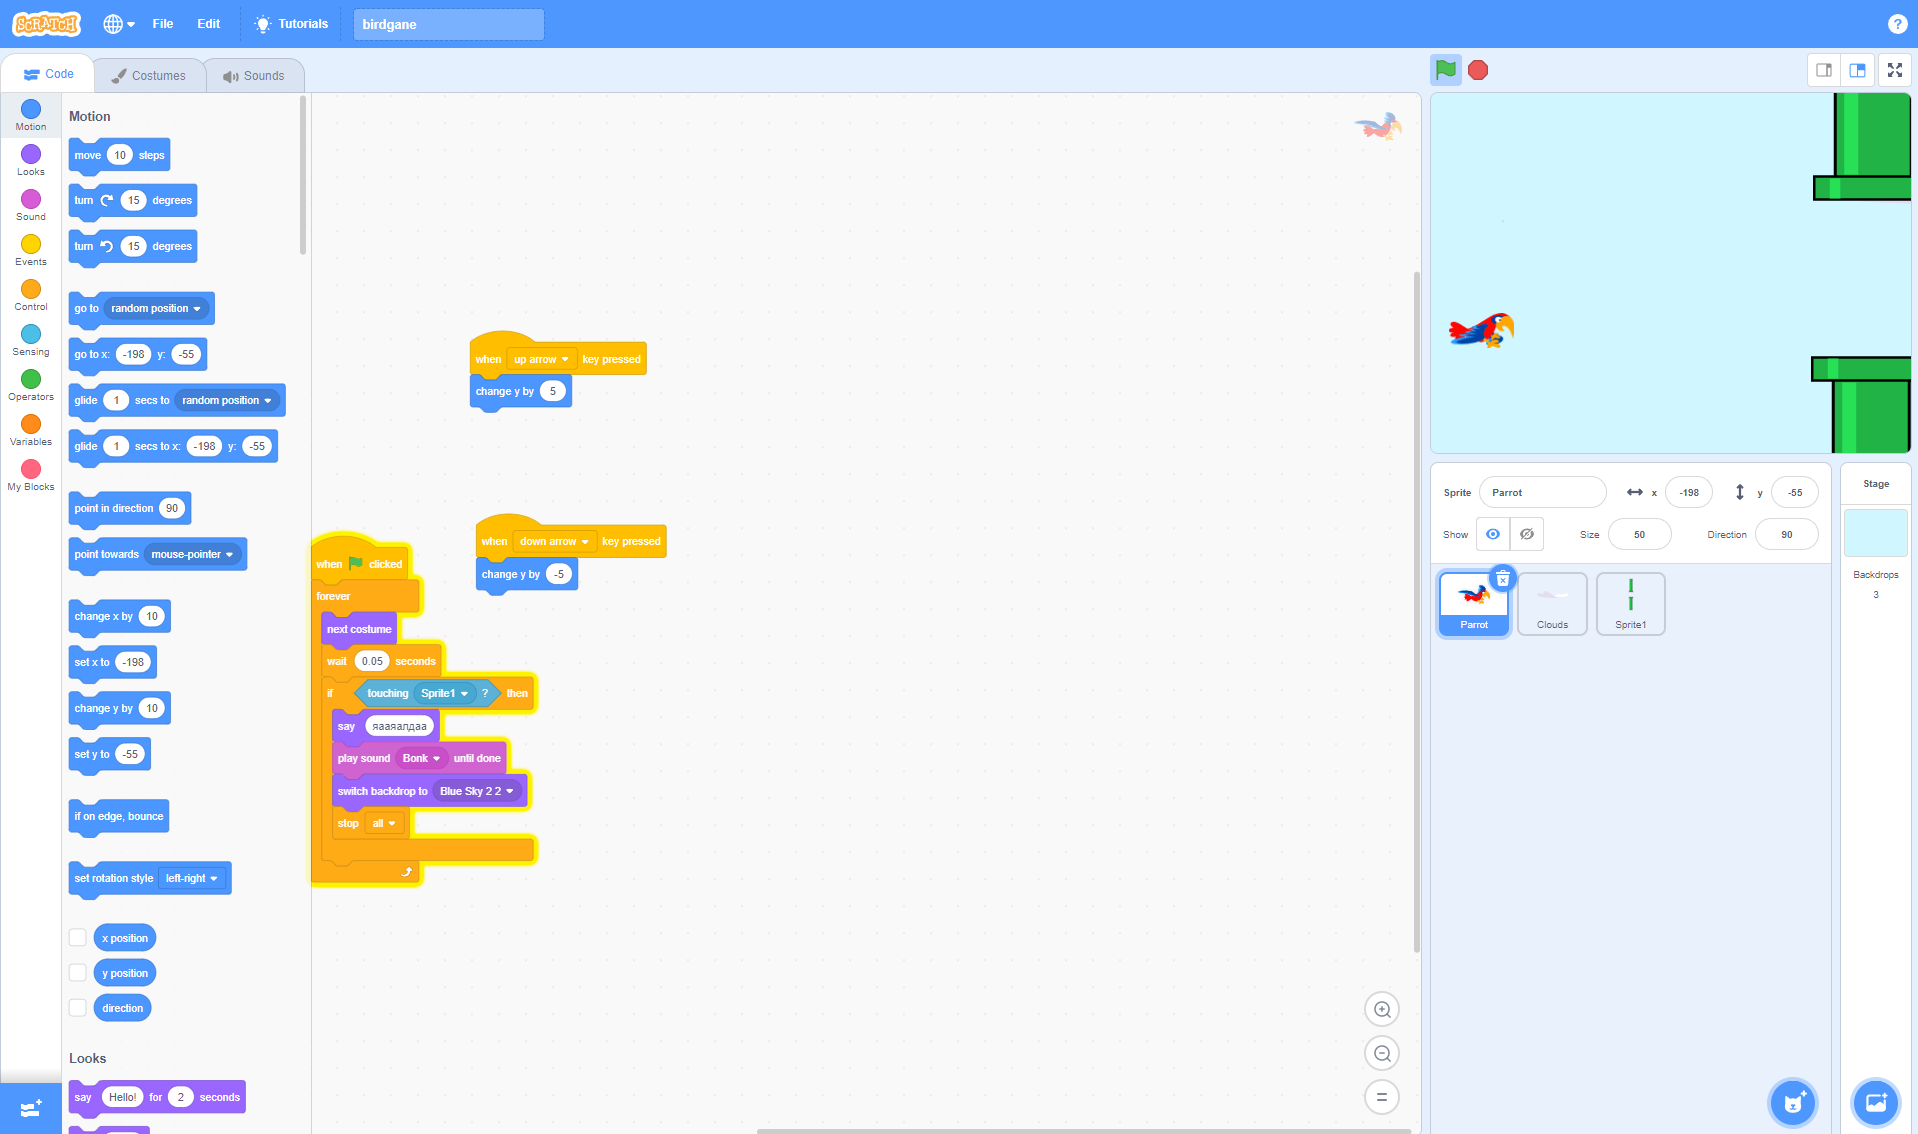 SCRATCH
File
Edit
Tutorials
birdgane
?
Code
Costumes
Sounds
Motion
Looks
Sound
Events
Control
Sensing
Operators
Variables
My Blocks
Motion
move 10 steps
turn 15 degrees
turn 15 degrees
go to random position
go to x: -198 y: -55
glide 1 secs to random position
glide 1 secs to x: -198 y: -55
point in direction 90
point towards mouse-pointer
change x by 10
set x to -198
change y by 10
set y to -55
if on edge, bounce
set rotation style left-right
x position
y position
direction
Looks
say Hello! for 2 seconds
when up arrow key pressed
change y by 5
when down arrow key pressed
change y by -5
when clicked
forever
next costume
wait 0.05 seconds
if touching Sprite1 ? then
say яааяалдаа
play sound Bonk until done
switch backdrop to Blue Sky 2 2
stop all
Sprite Parrot x -198 y -55
Show Size 50 Direction 90
Parrot
Clouds
Sprite1
Stage
Backdrops
3